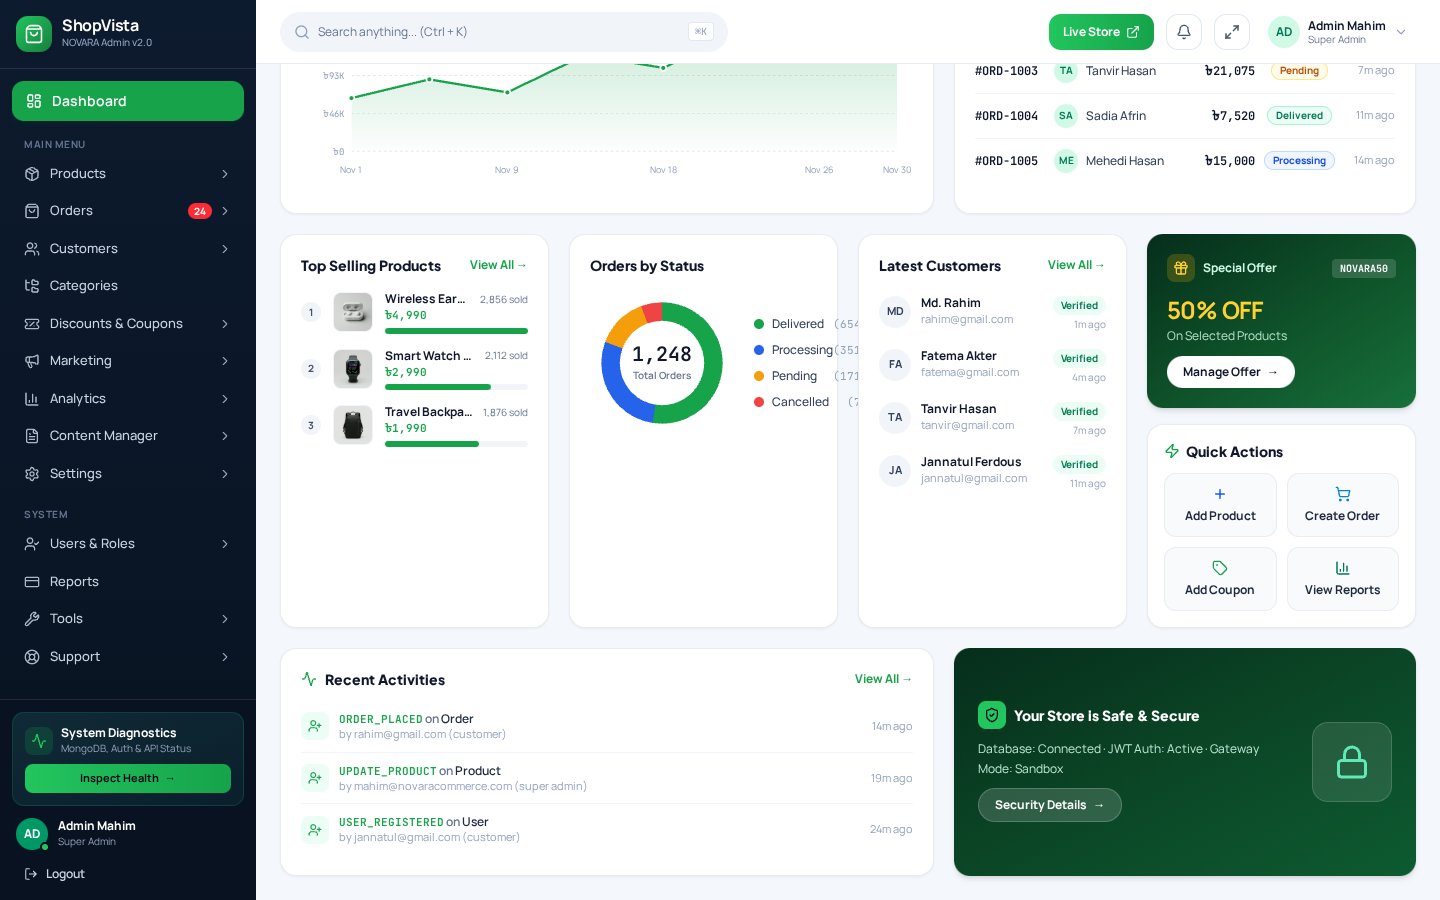 ShopVista
NOVARA Admin v2.0
Search anything... (Ctrl + K)
⌘K
Live Store
AD
Admin Mahim
Super Admin
Dashboard
MAIN MENU
Products
Orders
24
Customers
Categories
Discounts & Coupons
Marketing
Analytics
Content Manager
Settings
SYSTEM
Users & Roles
Reports
Tools
Support
System Diagnostics
MongoDB, Auth & API Status
Inspect Health →
AD
Admin Mahim
Super Admin
Logout
৳93K
৳46K
৳0
Nov 1
Nov 9
Nov 18
Nov 26
Nov 30
#ORD-1003 TA Tanvir Hasan ৳21,075 Pending 7m ago
#ORD-1004 SA Sadia Afrin ৳7,520 Delivered 11m ago
#ORD-1005 ME Mehedi Hasan ৳15,000 Processing 14m ago
Top Selling Products View All →
1 Wireless Ear... 2,856 sold
৳4,990
2 Smart Watch ... 2,112 sold
৳2,990
3 Travel Backpa... 1,876 sold
৳1,990
Orders by Status
1,248
Total Orders
Delivered (654
Processing (351
Pending (171
Cancelled (7
Latest Customers View All →
MD Md. Rahim Verified
rahim@gmail.com 1m ago
FA Fatema Akter Verified
fatema@gmail.com 4m ago
TA Tanvir Hasan Verified
tanvir@gmail.com 7m ago
JA Jannatul Ferdous Verified
jannatul@gmail.com 11m ago
Special Offer NOVARA50
50% OFF
On Selected Products
Manage Offer →
Quick Actions
Add Product
Create Order
Add Coupon
View Reports
Recent Activities View All →
ORDER_PLACED on Order 14m ago
by rahim@gmail.com (customer)
UPDATE_PRODUCT on Product 19m ago
by mahim@novaracommerce.com (super admin)
USER_REGISTERED on User 24m ago
by jannatul@gmail.com (customer)
Your Store is Safe & Secure
Database: Connected · JWT Auth: Active · Gateway
Mode: Sandbox
Security Details →